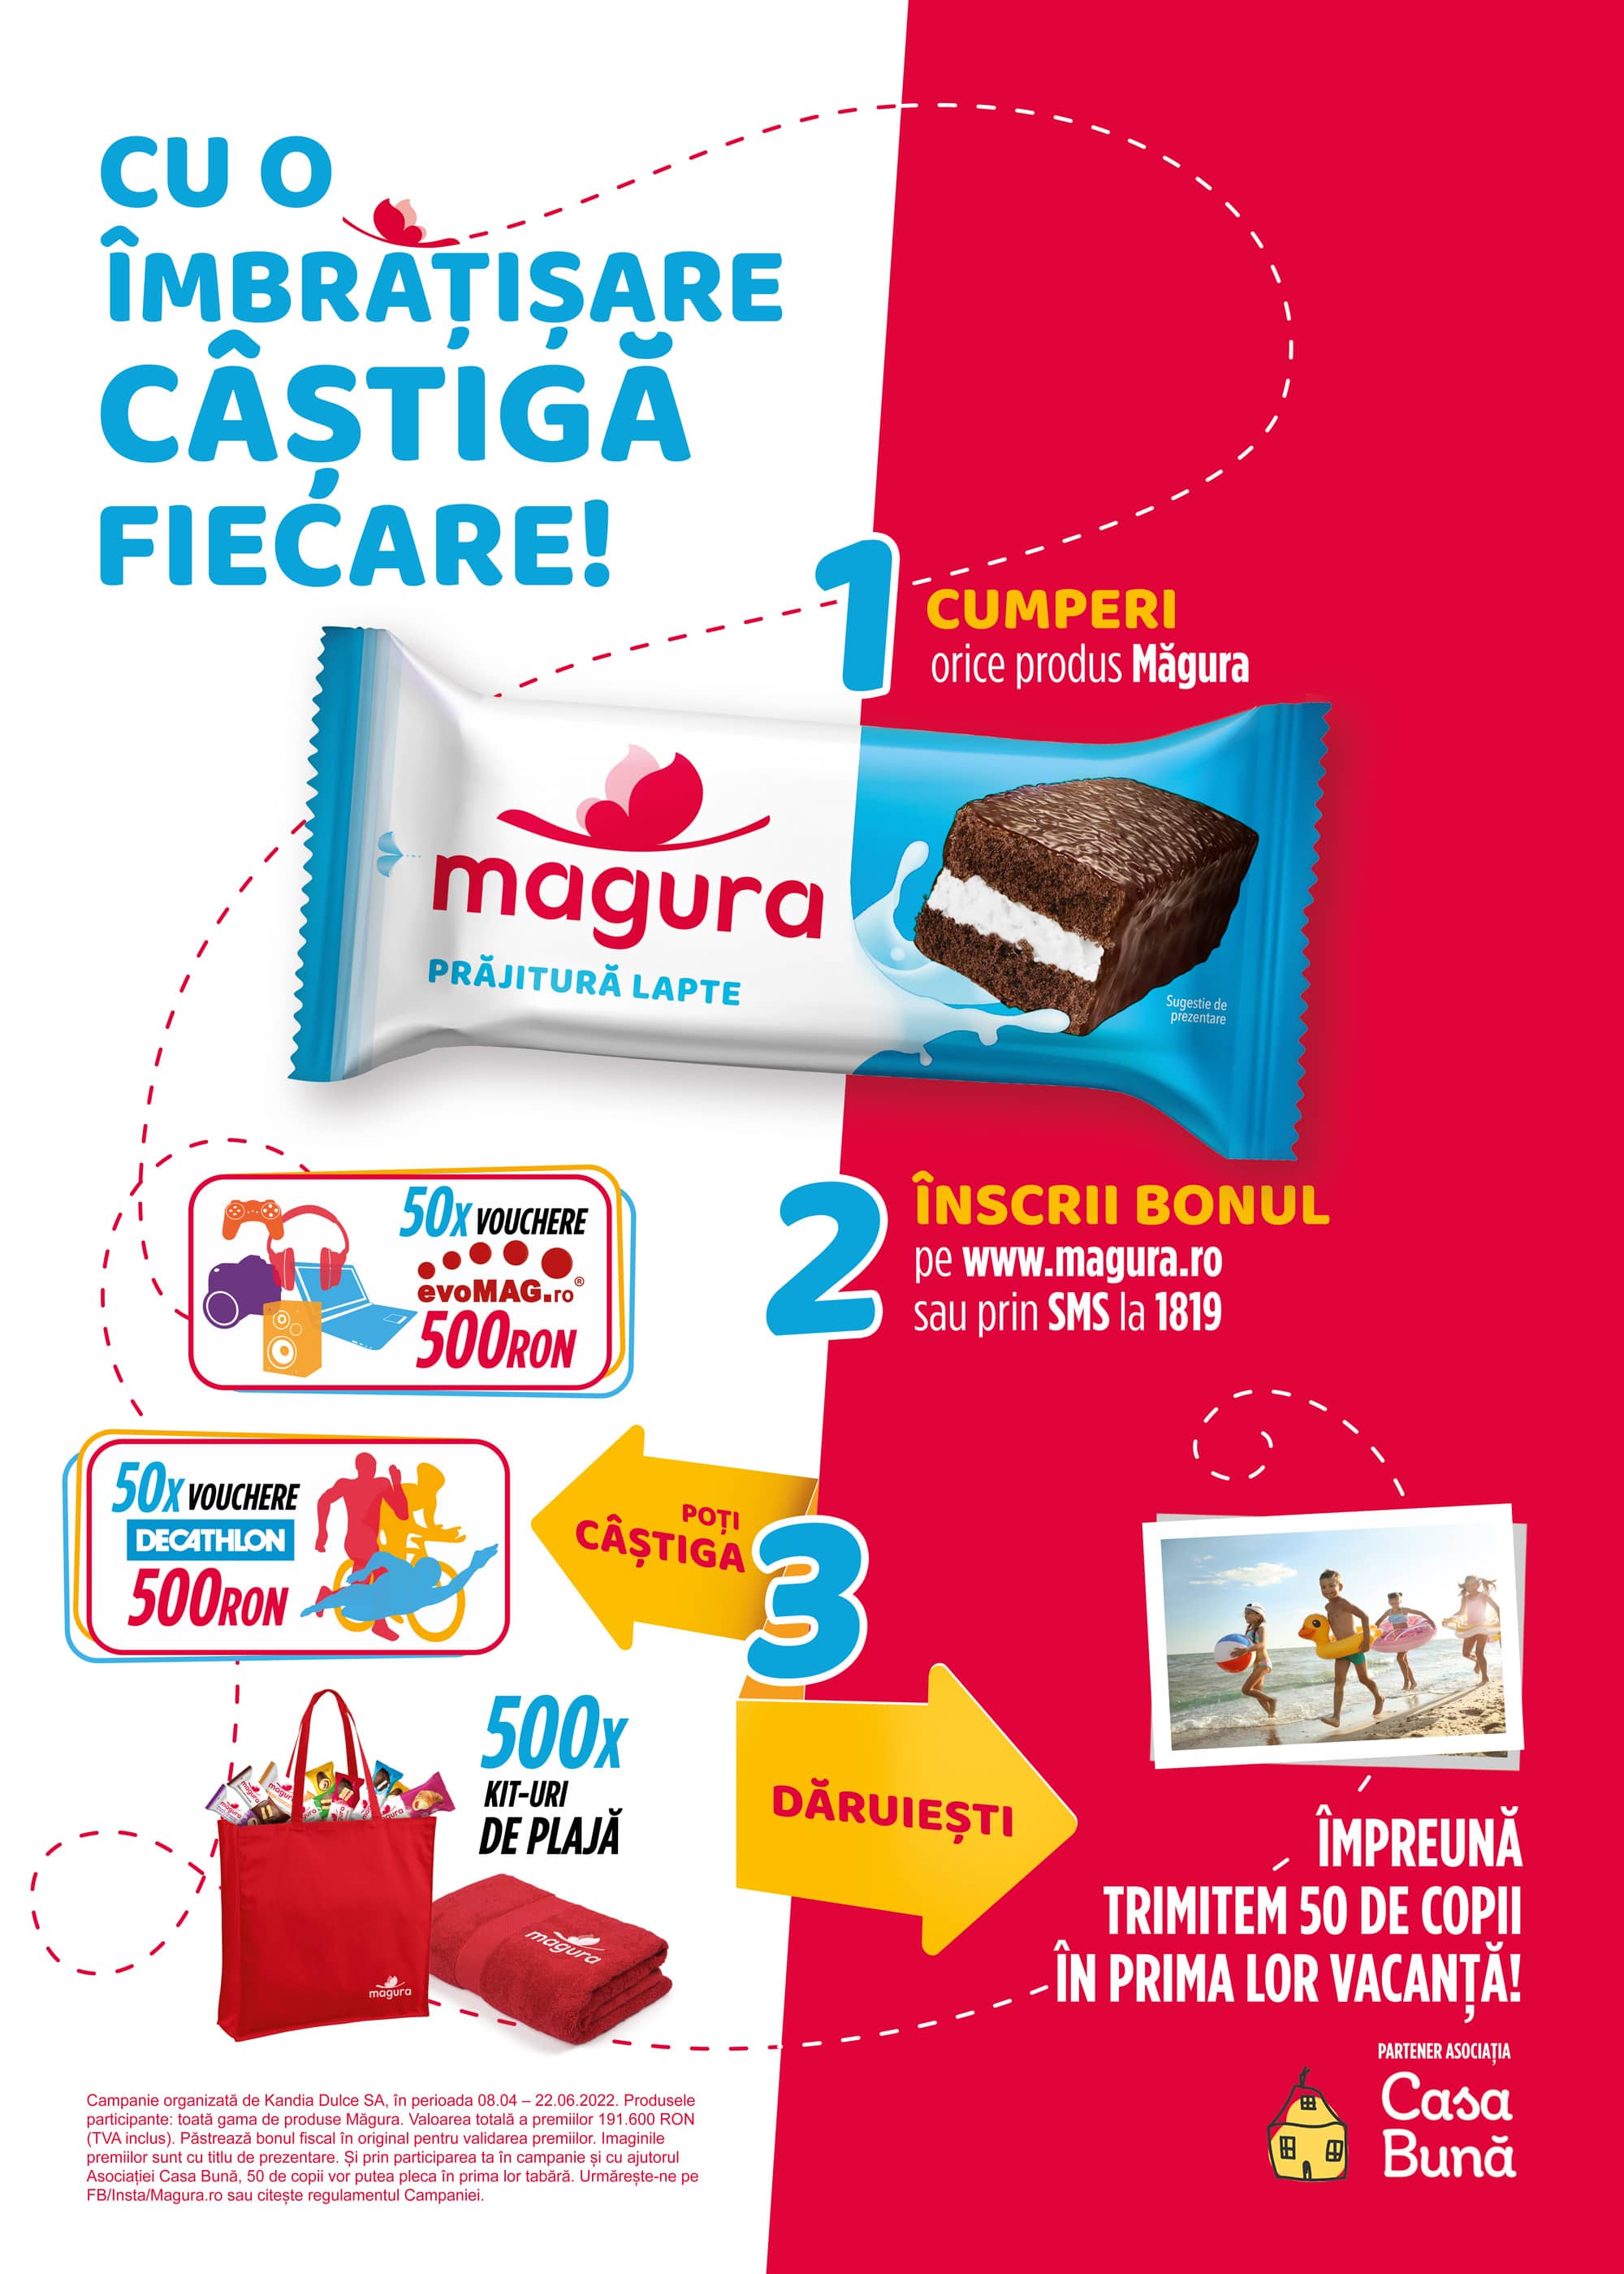 CU O
ÎMBRAȚIȘARE
CÂȘTIGĂ
FIECARE!
1
CUMPERI
orice produs Măgura
magura
PRĂJITURĂ LAPTE
Sugestie de
prezentare
2
ÎNSCRII BONUL
pe www.magura.ro
sau prin SMS la 1819
50X VOUCHERE
evoMAG.ro®
500RON
50X VOUCHERE
DECATHLON
500RON
POȚI
CÂȘTIGA
3
500X
KIT-URI
DE PLAJĂ
magura
magura
DĂRUIEȘTI
ÎMPREUNĂ
TRIMITEM 50 DE COPII
ÎN PRIMA LOR VACANȚĂ!
PARTENER ASOCIAȚIA
Casa
Bună
Campanie organizată de Kandia Dulce SA, în perioada 08.04 – 22.06.2022. Produsele
participante: toată gama de produse Măgura. Valoarea totală a premiilor 191.600 RON
(TVA inclus). Păstrează bonul fiscal în original pentru validarea premiilor. Imaginile
premiilor sunt cu titlu de prezentare. Și prin participarea ta în campanie și cu ajutorul
Asociației Casa Bună, 50 de copii vor putea pleca în prima lor tabără. Urmărește-ne pe
FB/Insta/Magura.ro sau citește regulamentul Campaniei.